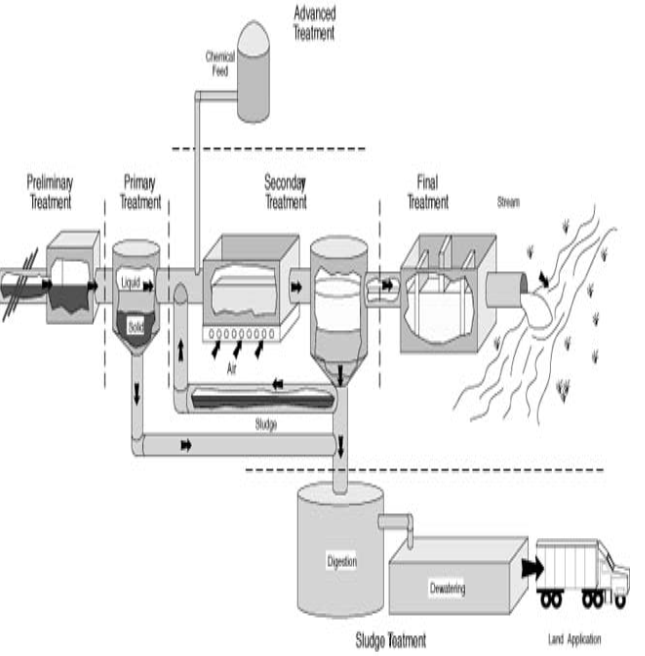 Advanced
Treatment
Chemical
Feed
Preliminary
Treatment
Primary
Treatment
Seconday
Treatment
Final
Treatment
Stream
Liquid
Solid
Air
Sludge
Digestion
Dewatering
Sludge Teatment
Land Application